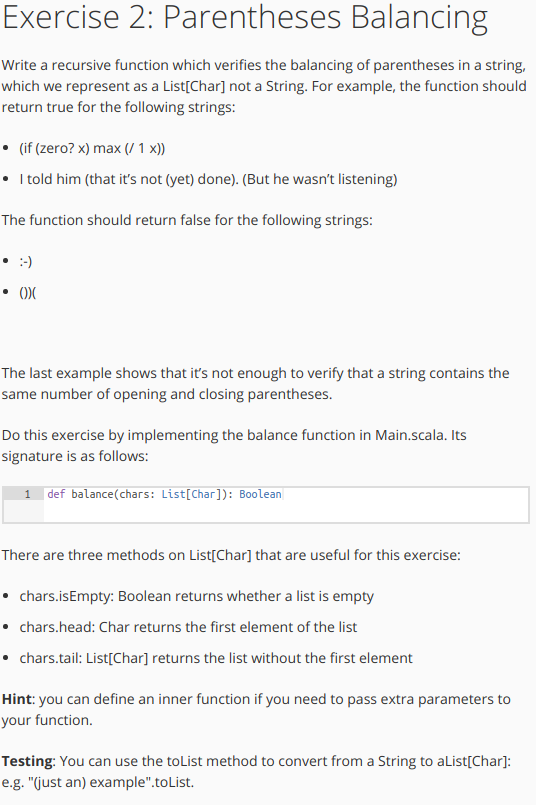 Exercise 2: Parentheses Balancing
Write a recursive function which verifies the balancing of parentheses in a string,
which we represent as a List[Char] not a String. For example, the function should
return true for the following strings:
• (if (zero? x) max (/ 1 x))
• I told him (that it’s not (yet) done). (But he wasn’t listening)
The function should return false for the following strings:
• :-)
• ())(
The last example shows that it’s not enough to verify that a string contains the
same number of opening and closing parentheses.
Do this exercise by implementing the balance function in Main.scala. Its
signature is as follows:
1 def balance(chars: List[Char]): Boolean
There are three methods on List[Char] that are useful for this exercise:
• chars.isEmpty: Boolean returns whether a list is empty
• chars.head: Char returns the first element of the list
• chars.tail: List[Char] returns the list without the first element
Hint: you can define an inner function if you need to pass extra parameters to
your function.
Testing: You can use the toList method to convert from a String to aList[Char]:
e.g. "(just an) example".toList.